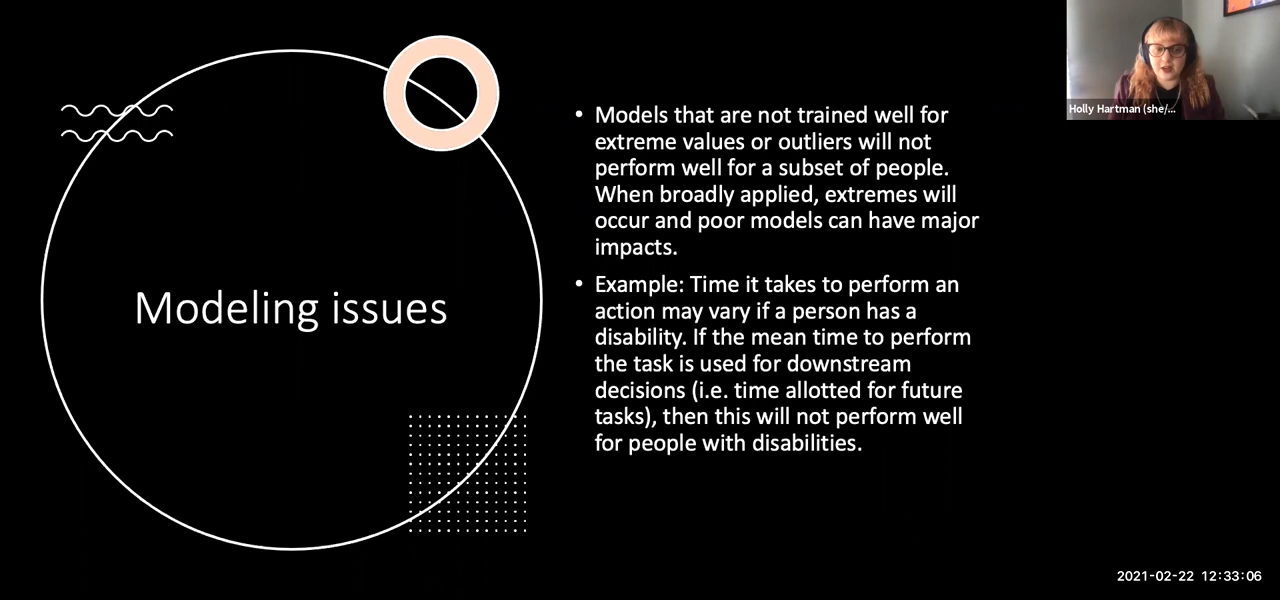 Modeling issues
• Models that are not trained well for
extreme values or outliers will not
perform well for a subset of people.
When broadly applied, extremes will
occur and poor models can have major
impacts.
• Example: Time it takes to perform an
action may vary if a person has a
disability. If the mean time to perform
the task is used for downstream
decisions (i.e. time allotted for future
tasks), then this will not perform well
for people with disabilities.
Holly Hartman (she/...
2021-02-22 12:33:06